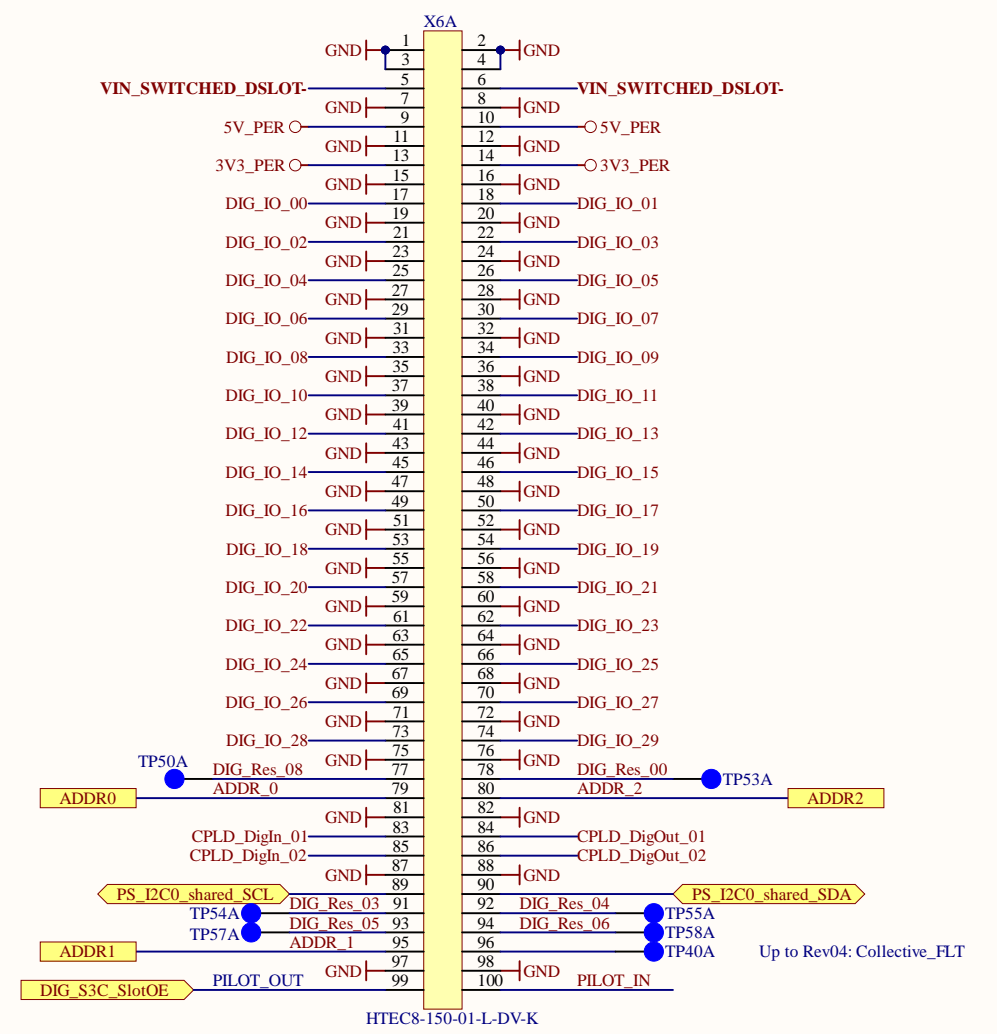 X6A
GND 1 2 GND
3 4
VIN_SWITCHED_DSLOT- 5 6 VIN_SWITCHED_DSLOT-
GND 7 8 GND
5V_PER 9 10 5V_PER
GND 11 12 GND
3V3_PER 13 14 3V3_PER
GND 15 16 GND
DIG_IO_00 17 18 DIG_IO_01
GND 19 20 GND
DIG_IO_02 21 22 DIG_IO_03
GND 23 24 GND
DIG_IO_04 25 26 DIG_IO_05
GND 27 28 GND
DIG_IO_06 29 30 DIG_IO_07
GND 31 32 GND
DIG_IO_08 33 34 DIG_IO_09
GND 35 36 GND
DIG_IO_10 37 38 DIG_IO_11
GND 39 40 GND
DIG_IO_12 41 42 DIG_IO_13
GND 43 44 GND
DIG_IO_14 45 46 DIG_IO_15
GND 47 48 GND
DIG_IO_16 49 50 DIG_IO_17
GND 51 52 GND
DIG_IO_18 53 54 DIG_IO_19
GND 55 56 GND
DIG_IO_20 57 58 DIG_IO_21
GND 59 60 GND
DIG_IO_22 61 62 DIG_IO_23
GND 63 64 GND
DIG_IO_24 65 66 DIG_IO_25
GND 67 68 GND
DIG_IO_26 69 70 DIG_IO_27
GND 71 72 GND
DIG_IO_28 73 74 DIG_IO_29
GND 75 76 GND
TP50A DIG_Res_08 77 78 DIG_Res_00 TP53A
ADDR0 ADDR_0 79 80 ADDR_2 ADDR2
GND 81 82 GND
CPLD_DigIn_01 83 84 CPLD_DigOut_01
CPLD_DigIn_02 85 86 CPLD_DigOut_02
GND 87 88 GND
PS_I2C0_shared_SCL 89 90 PS_I2C0_shared_SDA
TP54A DIG_Res_03 91 92 DIG_Res_04 TP55A
TP57A DIG_Res_05 93 94 DIG_Res_06 TP58A
ADDR1 ADDR_1 95 96 TP40A Up to Rev04: Collective_FLT
GND 97 98 GND
DIG_S3C_SlotOE PILOT_OUT 99 100 PILOT_IN
HTEC8-150-01-L-DV-K